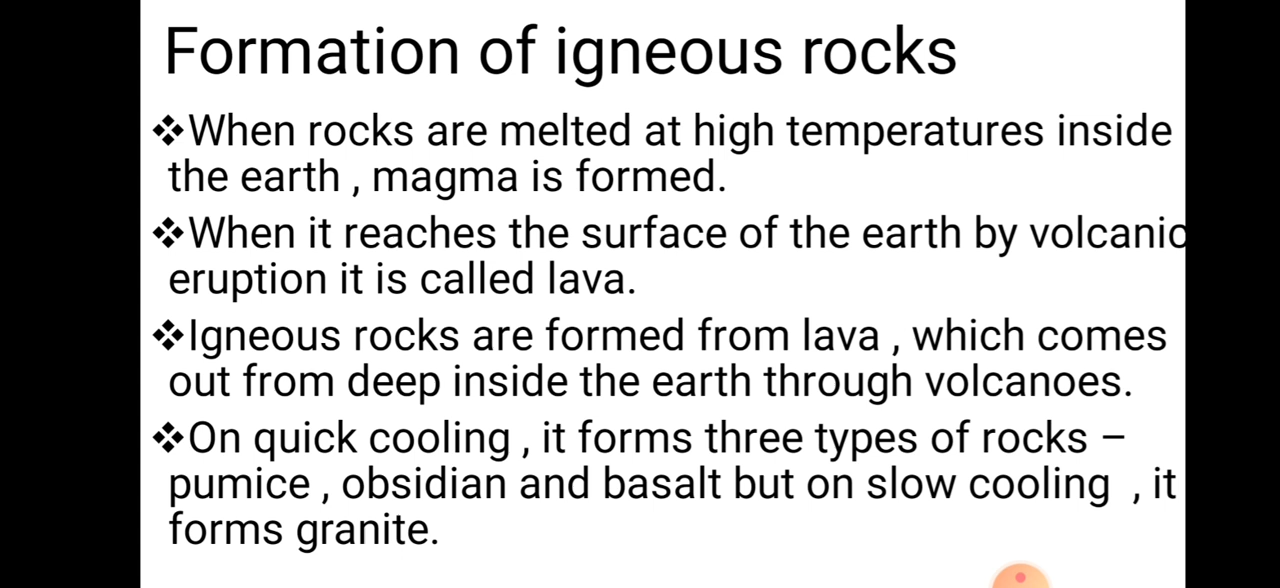 Formation of igneous rocks
❖When rocks are melted at high temperatures inside
the earth , magma is formed.
❖When it reaches the surface of the earth by volcanic
eruption it is called lava.
❖Igneous rocks are formed from lava , which comes
out from deep inside the earth through volcanoes.
❖On quick cooling , it forms three types of rocks –
pumice , obsidian and basalt but on slow cooling  , it
forms granite.